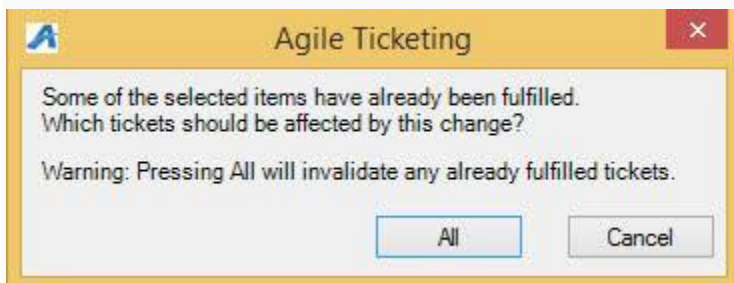 Agile Ticketing
Some of the selected items have already been fulfilled.
Which tickets should be affected by this change?
Warning: Pressing All will invalidate any already fulfilled tickets.
All
Cancel